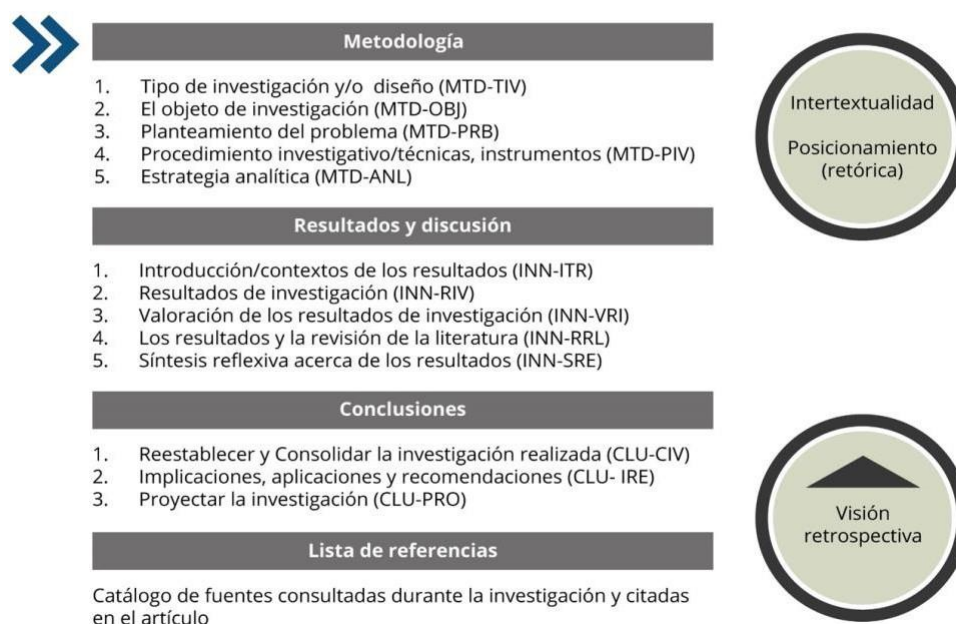 Metodología
1. Tipo de investigación y/o diseño (MTD-TIV)
2. El objeto de investigación (MTD-OBJ)
3. Planteamiento del problema (MTD-PRB)
4. Procedimiento investigativo/técnicas, instrumentos (MTD-PIV)
5. Estrategia analítica (MTD-ANL)
Intertextualidad
Posicionamiento
(retórica)
Resultados y discusión
1. Introducción/contextos de los resultados (INN-ITR)
2. Resultados de investigación (INN-RIV)
3. Valoración de los resultados de investigación (INN-VRI)
4. Los resultados y la revisión de la literatura (INN-RRL)
5. Síntesis reflexiva acerca de los resultados (INN-SRE)
Conclusiones
1. Reestablecer y Consolidar la investigación realizada (CLU-CIV)
2. Implicaciones, aplicaciones y recomendaciones (CLU- IRE)
3. Proyectar la investigación (CLU-PRO)
Visión
retrospectiva
Lista de referencias
Catálogo de fuentes consultadas durante la investigación y citadas
en el artículo